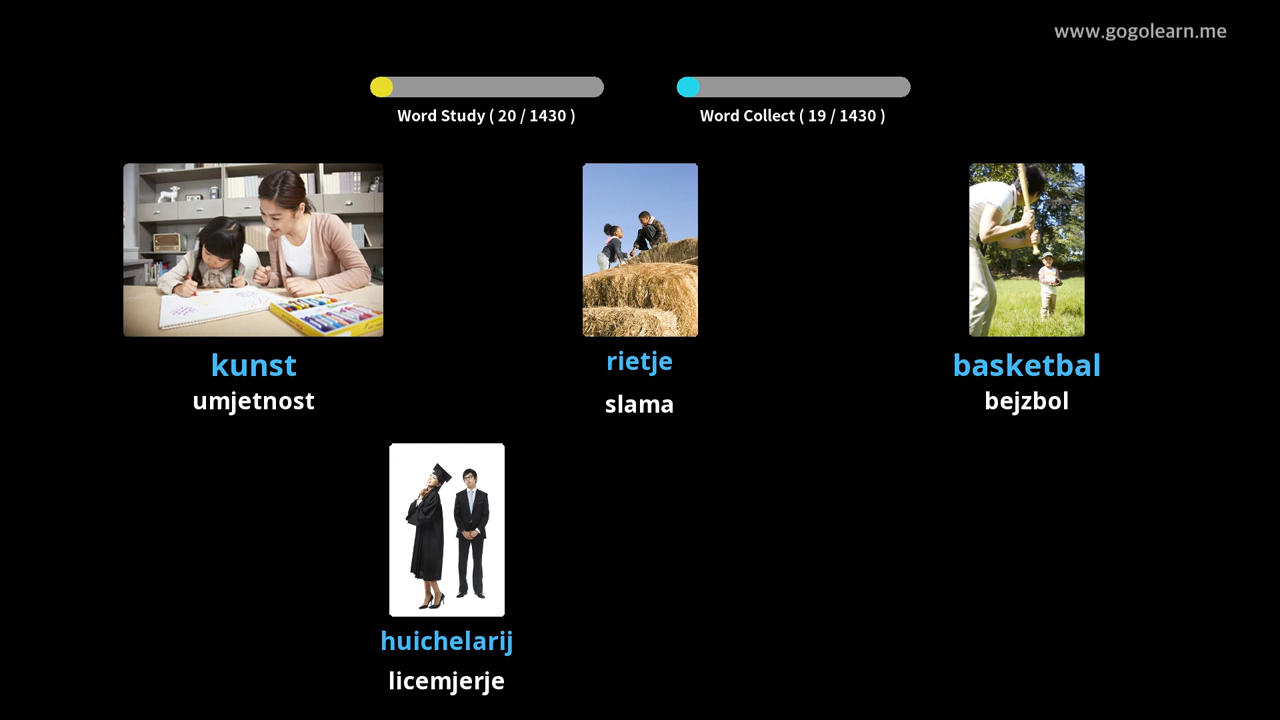 www.gogolearn.me
Word Study ( 20 / 1430 )
Word Collect ( 19 / 1430 )
kunst
umjetnost
rietje
slama
basketbal
bejzbol
huichelarij
licemjerje